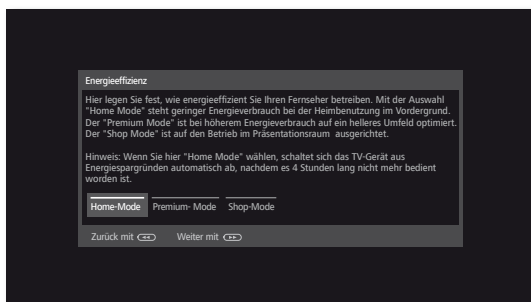 Energieeffizienz
Hier legen Sie fest, wie energieeffizient Sie Ihren Fernseher betreiben. Mit der Auswahl
"Home Mode" steht geringer Energieverbrauch bei der Heimbenutzung im Vordergrund.
Der "Premium Mode" ist bei höherem Energieverbrauch auf ein helleres Umfeld optimiert.
Der "Shop Mode" ist auf den Betrieb im Präsentationsraum ausgerichtet.
Hinweis: Wenn Sie hier "Home Mode" wählen, schaltet sich das TV-Gerät aus
Energiespargründen automatisch ab, nachdem es 4 Stunden lang nicht mehr bedient
worden ist.
Home-Mode Premium- Mode Shop-Mode
Zurück mit Weiter mit